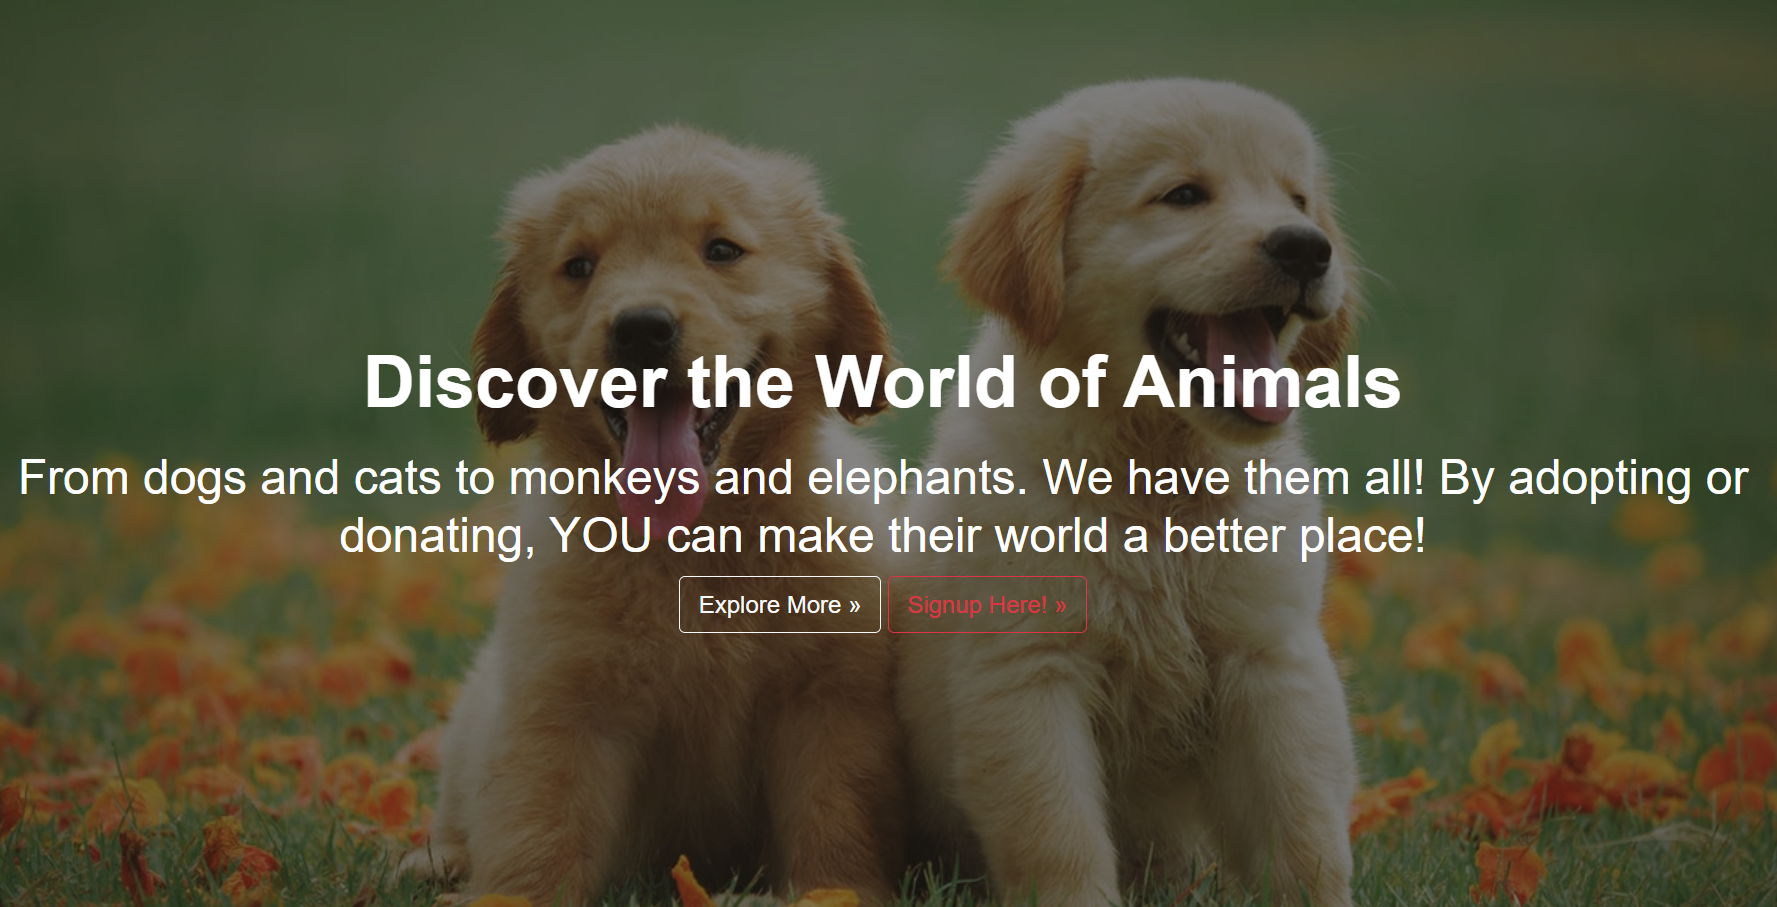 Discover the World of Animals
From dogs and cats to monkeys and elephants. We have them all! By adopting or
donating, YOU can make their world a better place!
Explore More »
Signup Here! »